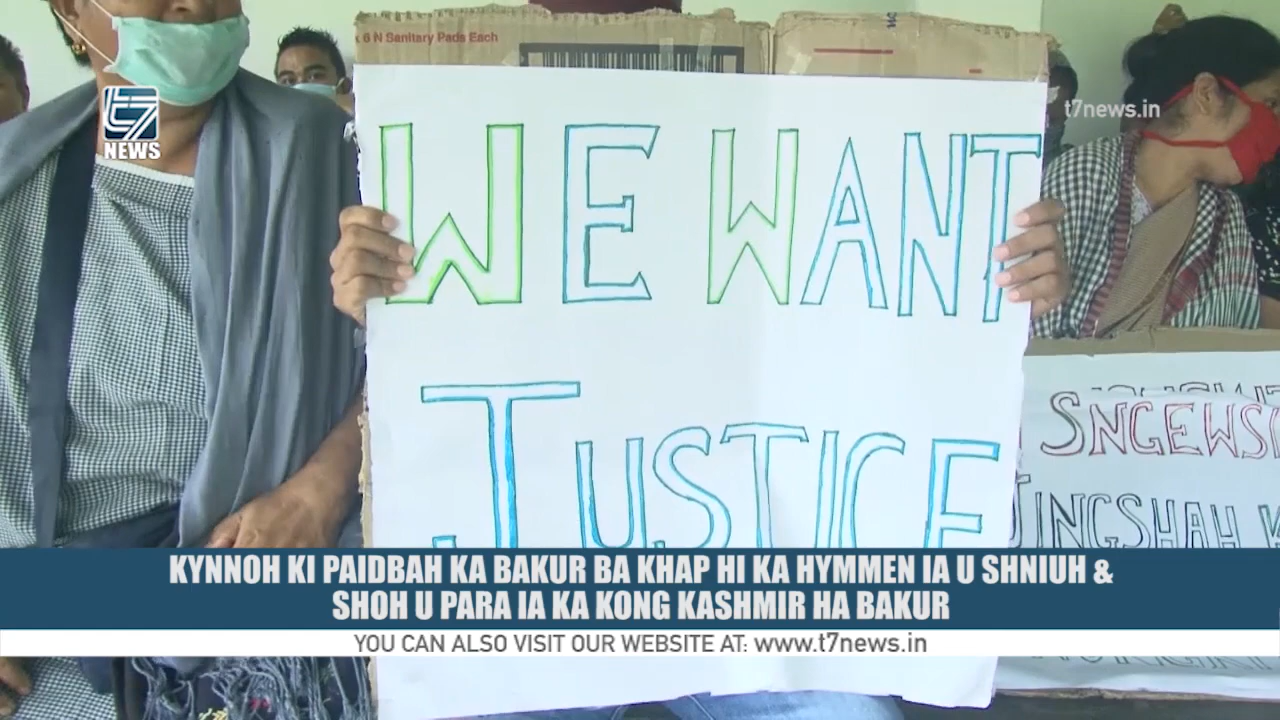 6 N Sanitary Pads Each
t7
NEWS
t7news.in
WE WANT
JUSTICE
JINGSHAH K
KYNNOH KI PAIDBAH KA BAKUR BA KHAP HI KA HYMMEN IA U SHNIUH &
SHOH U PARA IA KA KONG KASHMIR HA BAKUR
YOU CAN ALSO VISIT OUR WEBSITE AT: www.t7news.in